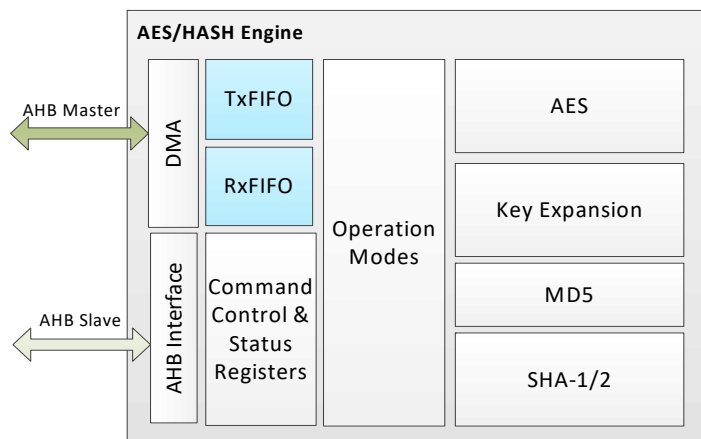 AES/HASH Engine
AHB Master
DMA
TxFIFO
RxFIFO
AHB Slave
AHB Interface
Command
Control &
Status
Registers
Operation
Modes
AES
Key Expansion
MD5
SHA-1/2